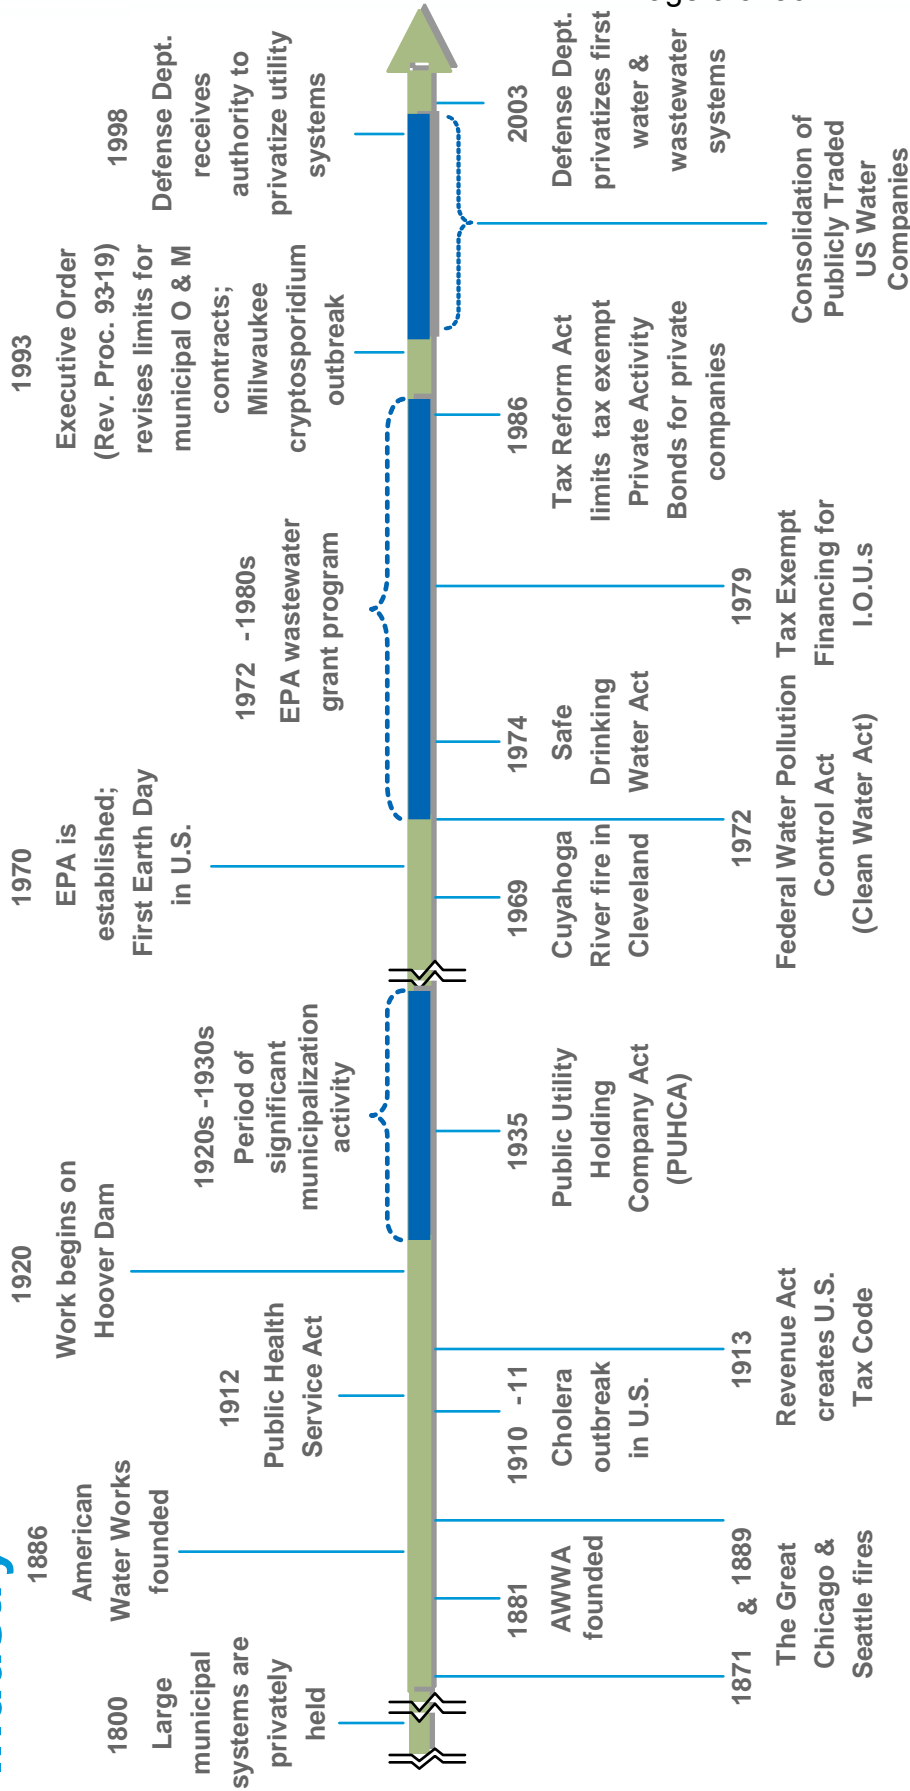 1800
Large
municipal
systems are
privately
held
1886
American
Water Works
founded
1912
Public Health
Service Act
1920
Work begins on
Hoover Dam
1920s -1930s
Period of
significant
municipalization
activity
1970
EPA is
established;
First Earth Day
in U.S.
1972 -1980s
EPA wastewater
grant program
1993
Executive Order
(Rev. Proc. 93-19)
revises limits for
municipal O & M
contracts;
Milwaukee
cryptosporidium
outbreak
1998
Defense Dept.
receives
authority to
privatize utility
systems
1871 & 1889
The Great
Chicago &
Seattle fires
1881
AWWA
founded
1910 -11
Cholera
outbreak
in U.S.
1913
Revenue Act
creates U.S.
Tax Code
1935
Public Utility
Holding
Company Act
(PUHCA)
1969
Cuyahoga
River fire in
Cleveland
1972
Federal Water Pollution
Control Act
(Clean Water Act)
1974
Safe
Drinking
Water Act
1979
Tax Exempt
Financing for
I.O.U.s
1986
Tax Reform Act
limits tax exempt
Private Activity
Bonds for private
companies
Consolidation of
Publicly Traded
US Water
Companies
2003
Defense Dept.
privatizes first
water &
wastewater
systems